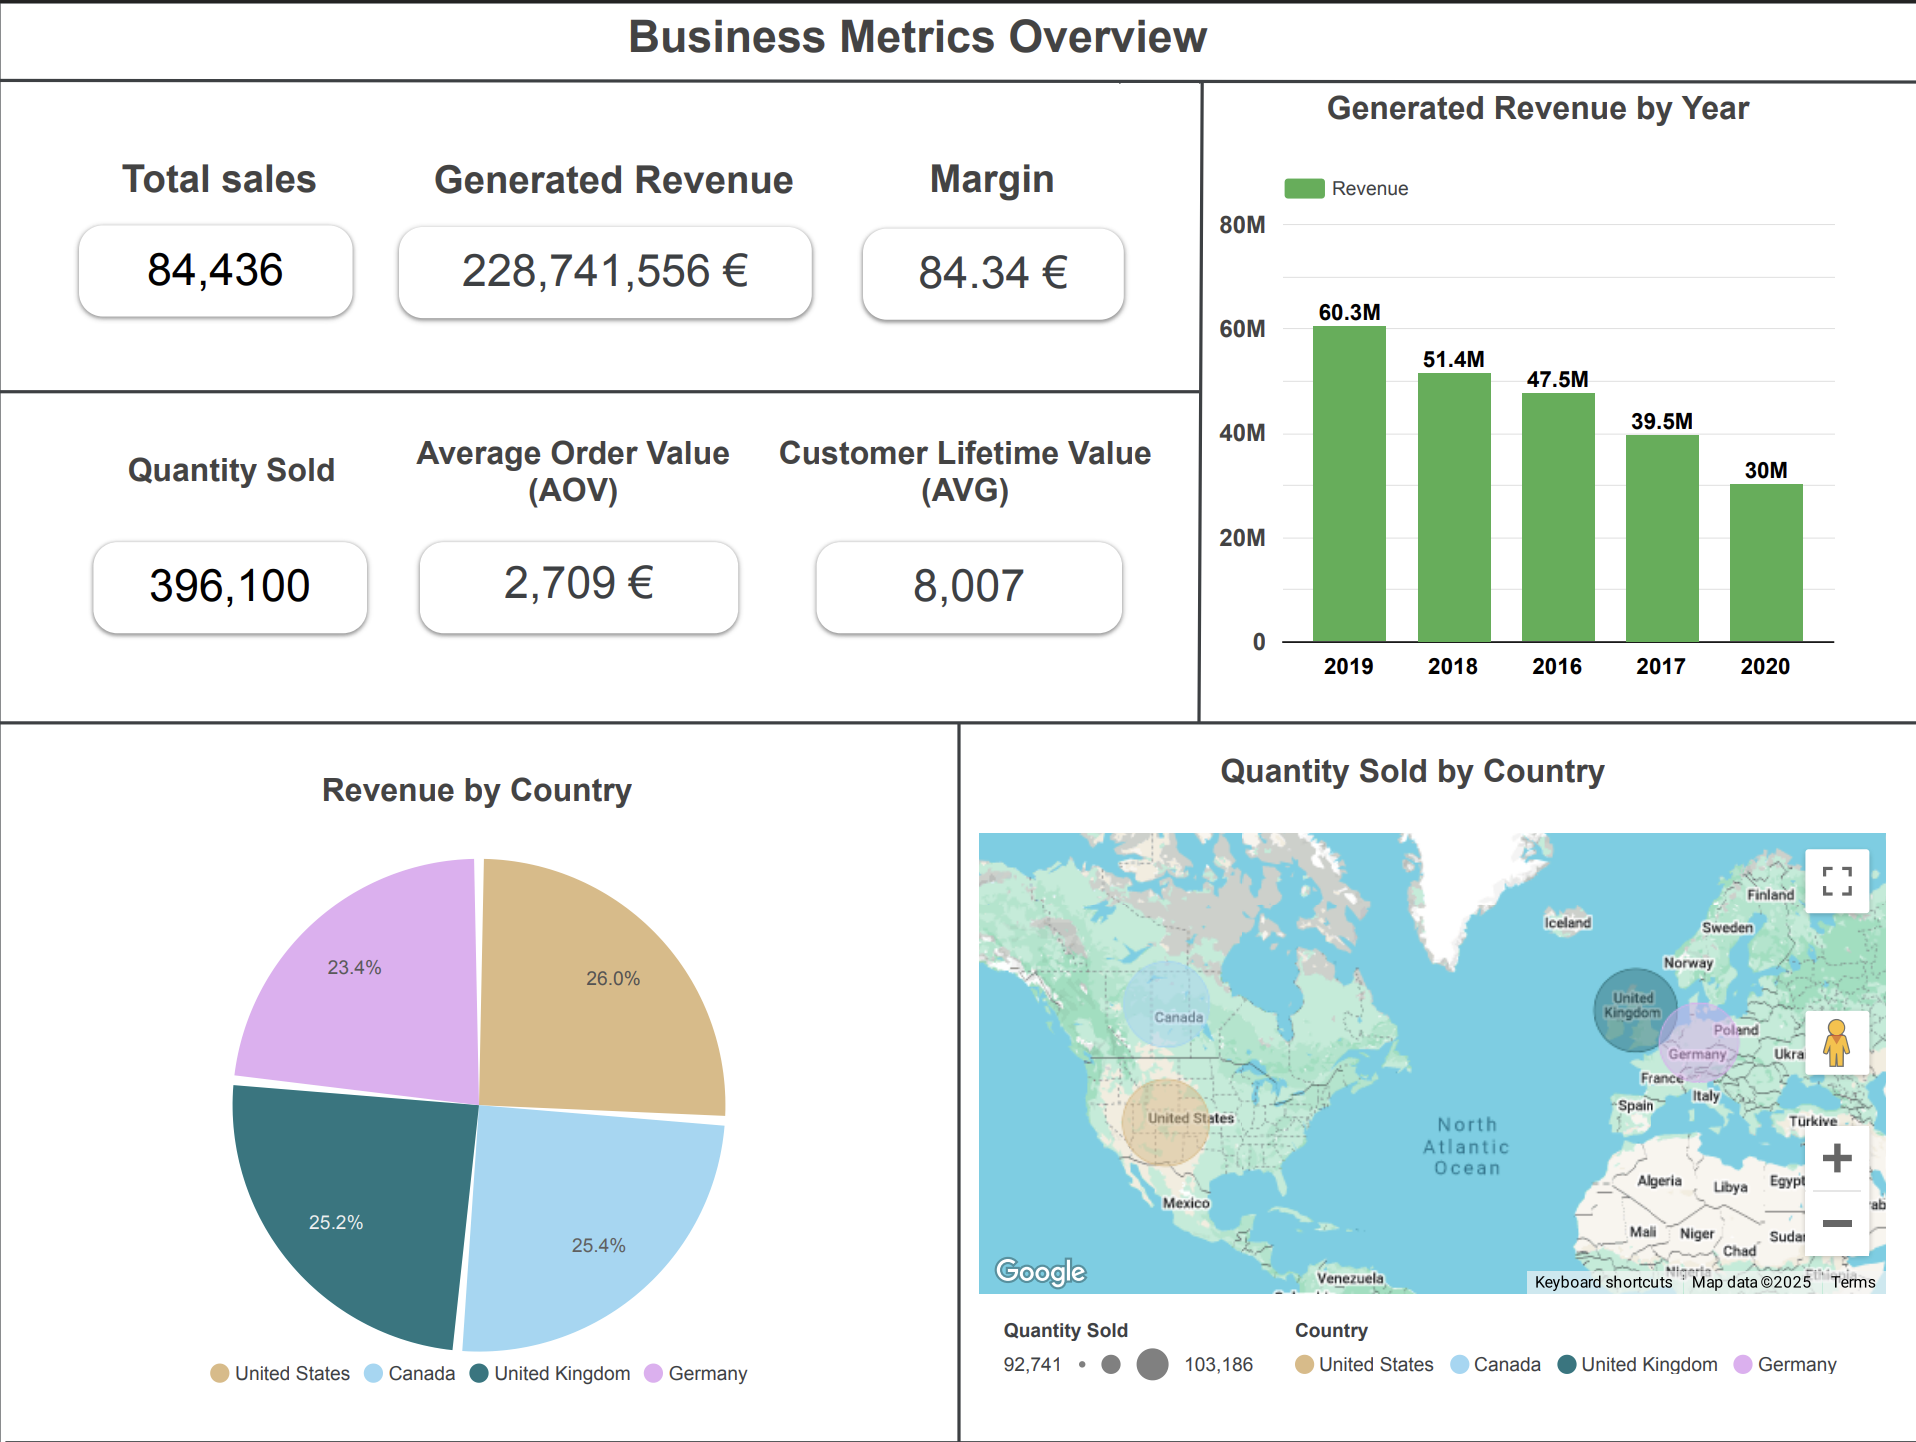 Business Metrics Overview
Total sales
84,436
Generated Revenue
228,741,556 €
Margin
84.34 €
Quantity Sold
396,100
Average Order Value
(AOV)
2,709 €
Customer Lifetime Value
(AVG)
8,007
Generated Revenue by Year
Revenue
80M
60M
40M
20M
0
60.3M
51.4M
47.5M
39.5M
30M
2019
2018
2016
2017
2020
Revenue by Country
23.4%
26.0%
25.2%
25.4%
United States
Canada
United Kingdom
Germany
Quantity Sold by Country
Finland
Iceland
Sweden
Norway
United
Kingdom
Canada
Poland
Germany
Ukra
France
Italy
Spain
United States
Türkiye
North
Atlantic
Ocean
Mexico
Algeria
Libya
Egypt
ab
Mali
Niger
Sudan
Chad
Nigeria
Ethiopia
Venezuela
Google
Keyboard shortcuts
Map data ©2025
Terms
Quantity Sold
92,741
103,186
Country
United States
Canada
United Kingdom
Germany